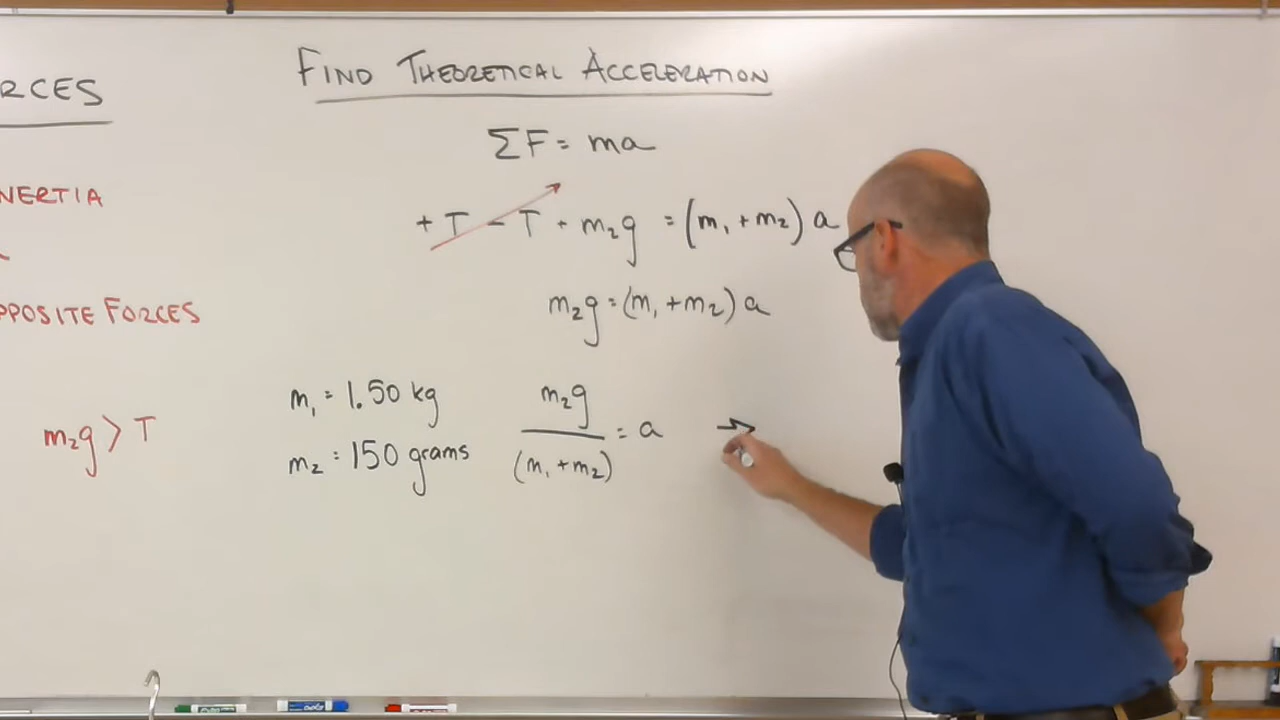 RCES
NERTIA
PPOSITE FORCES
m₂g > T
FIND THEORETICAL ACCELERATION
ΣF = ma
+ T - T + m₂g = (m₁ + m₂) a
m₂g = (m₁ + m₂) a
m₁ = 1.50 kg
m₂ = 150 grams
m₂g
(m₁ + m₂)
= a →